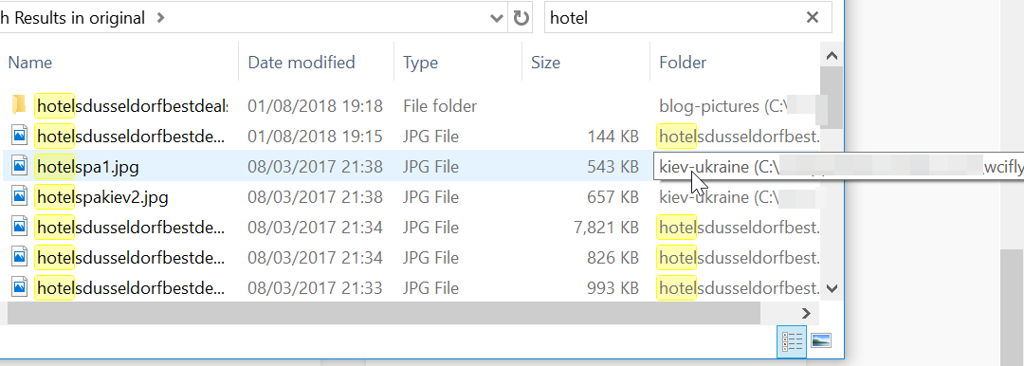 h Results in original
hotel
Name Date modified Type Size Folder
hotelsdusseldorfbestdeals 01/08/2018 19:18 File folder blog-pictures (C:\
hotelsdusseldorfbestde... 01/08/2018 19:15 JPG File 144 KB hotelsdusseldorfbest.
hotelspa1.jpg 08/03/2017 21:38 JPG File 543 KB kiev-ukraine (C:\ wcifly
hotelspakiev2.jpg 08/03/2017 21:38 JPG File 657 KB kiev-ukraine (C:\
hotelsdusseldorfbestde... 08/03/2017 21:34 JPG File 7,821 KB hotelsdusseldorfbest.
hotelsdusseldorfbestde... 08/03/2017 21:34 JPG File 826 KB hotelsdusseldorfbest.
hotelsdusseldorfbestde... 08/03/2017 21:33 JPG File 993 KB hotelsdusseldorfbest.